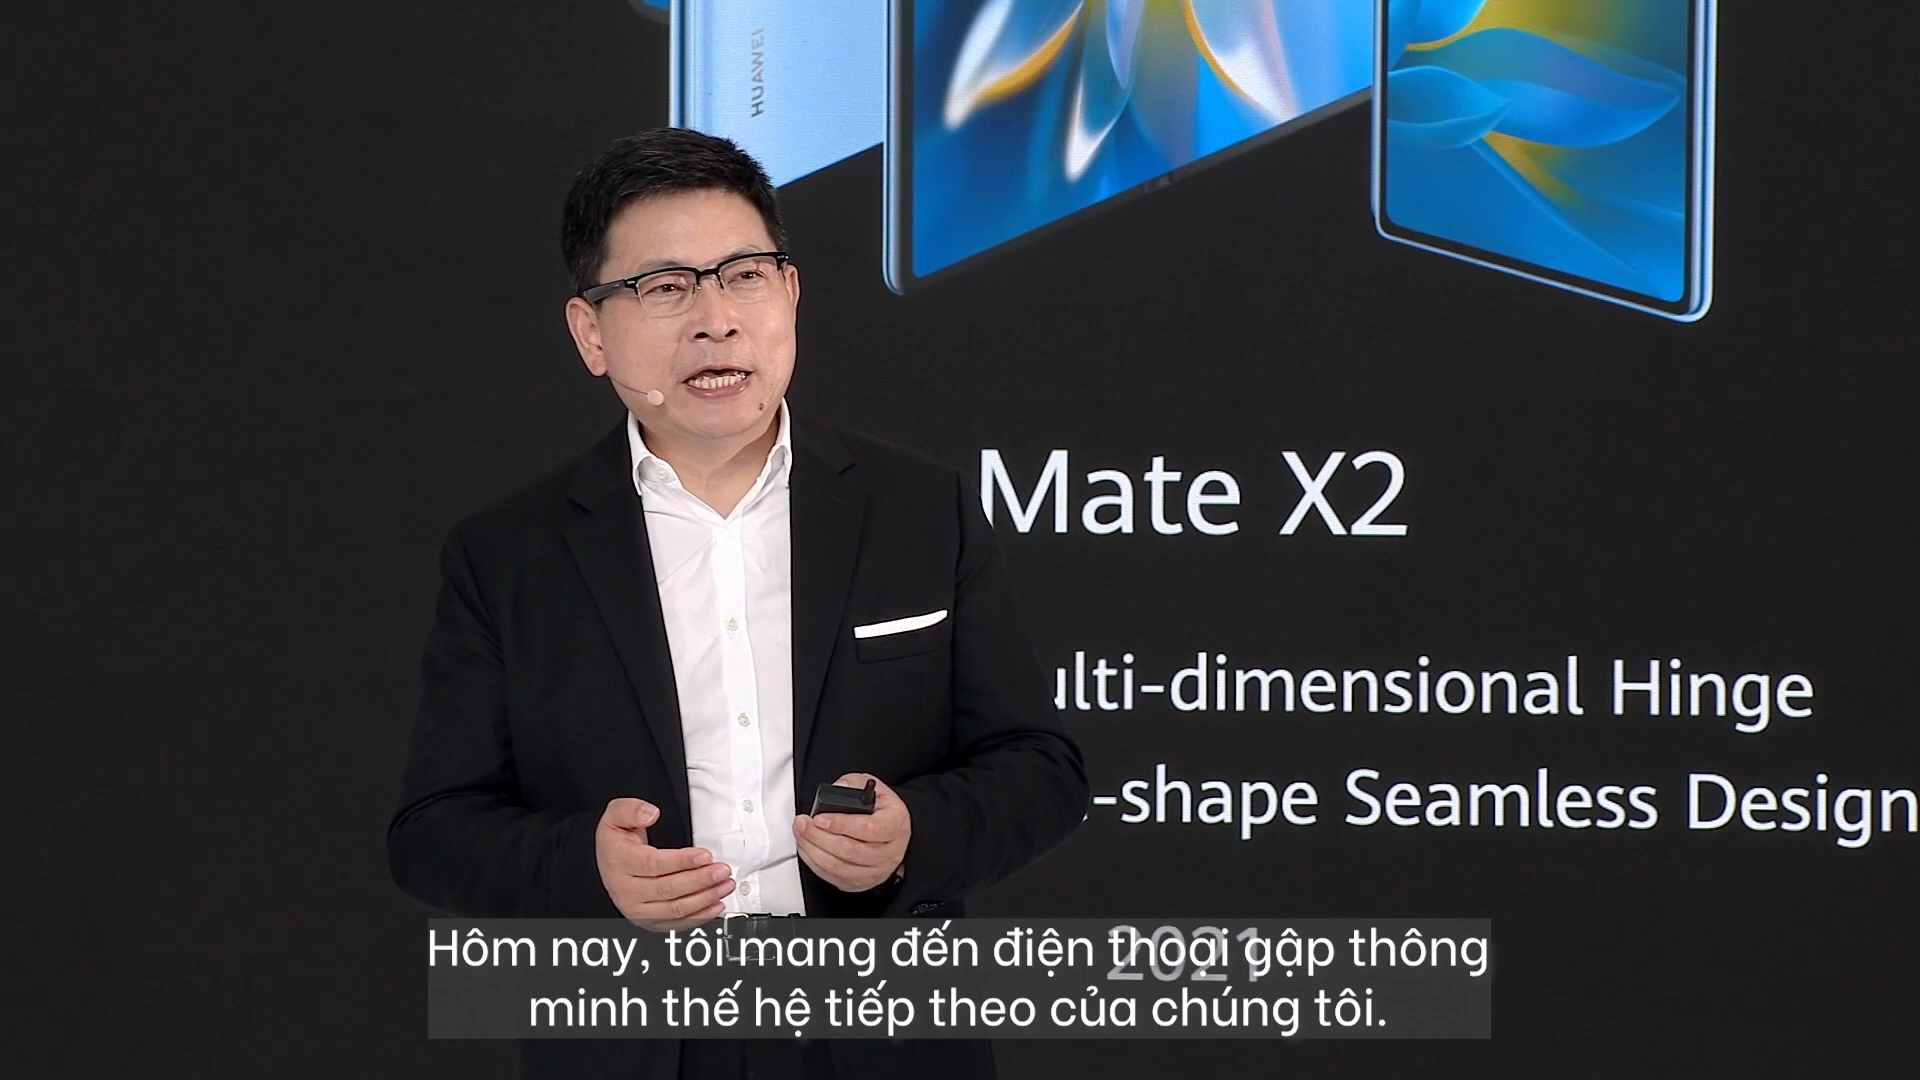 HUAWEI
Mate X2
ulti-dimensional Hinge
-shape Seamless Design
2021
Hôm nay, tôi mang đến điện thoại gập thông
minh thế hệ tiếp theo của chúng tôi.